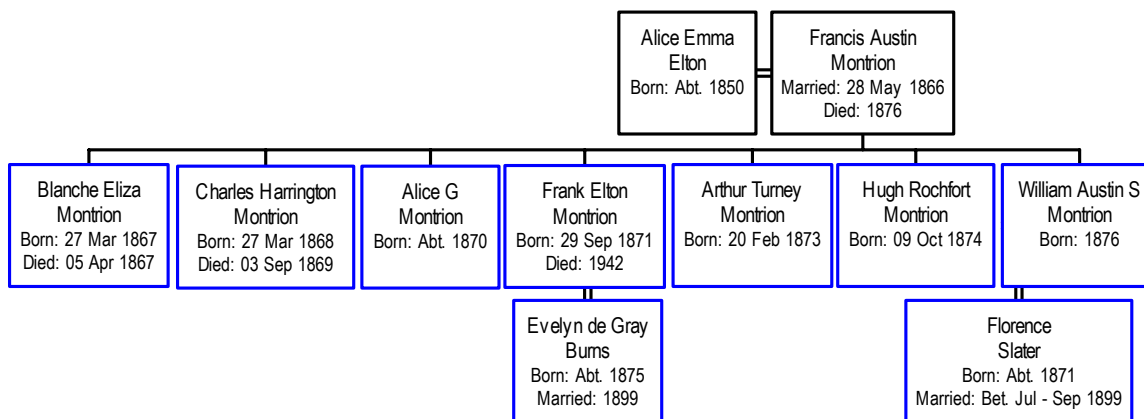 Alice Emma
Elton
Born: Abt. 1850
Francis Austin
Montrion
Married: 28 May 1866
Died: 1876
Blanche Eliza
Montrion
Born: 27 Mar 1867
Died: 05 Apr 1867
Charles Harrington
Montrion
Born: 27 Mar 1868
Died: 03 Sep 1869
Alice G
Montrion
Born: Abt. 1870
Frank Elton
Montrion
Born: 29 Sep 1871
Died: 1942
Arthur Turney
Montrion
Born: 20 Feb 1873
Hugh Rochfort
Montrion
Born: 09 Oct 1874
William Austin S
Montrion
Born: 1876
Evelyn de Gray
Burns
Born: Abt. 1875
Married: 1899
Florence
Slater
Born: Abt. 1871
Married: Bet. Jul - Sep 1899